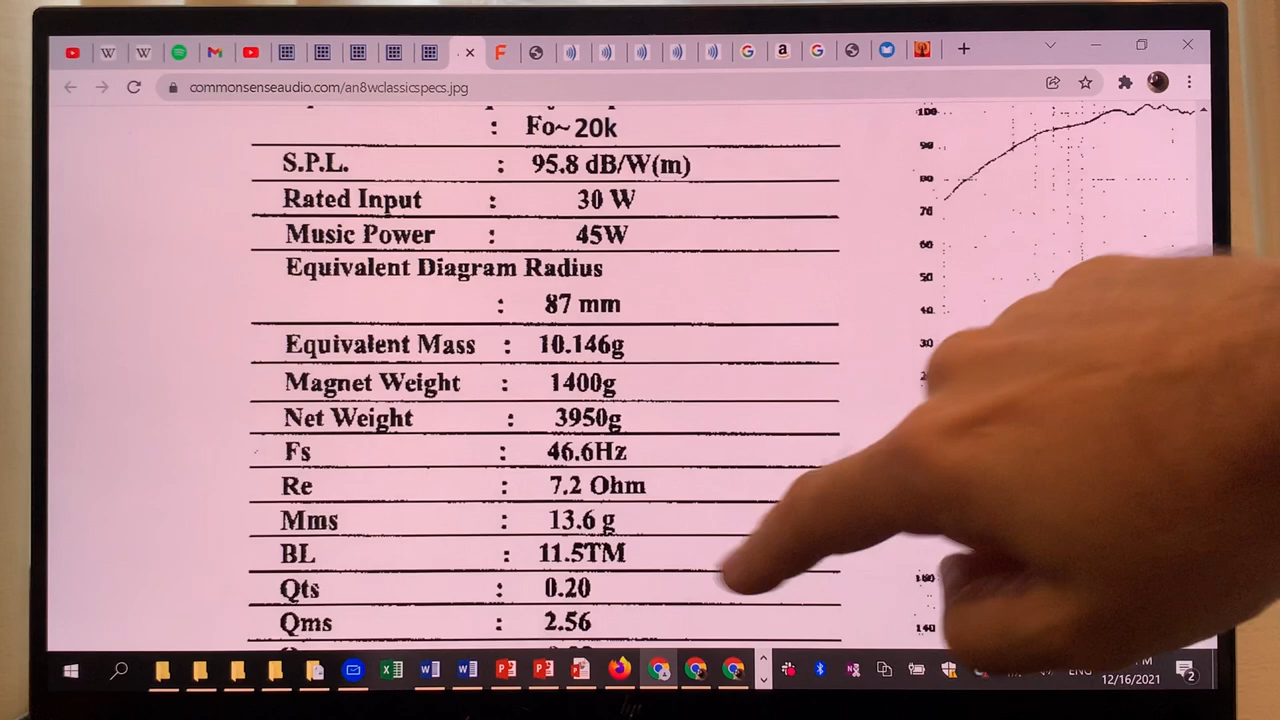 commonsenseaudio.com/an8wclassicspecs.jpg
: Fo~ 20k
S.P.L. : 95.8 dB/W(m)
Rated Input : 30 W
Music Power : 45W
Equivalent Diagram Radius
: 87 mm
Equivalent Mass : 10.146g
Magnet Weight : 1400g
Net Weight : 3950g
Fs : 46.6Hz
Re : 7.2 Ohm
Mms : 13.6 g
BL : 11.5TM
Qts : 0.20
Qms : 2.56
100
90
80
70
60
50
40
30
140
ENG
12/16/2021
2
hp